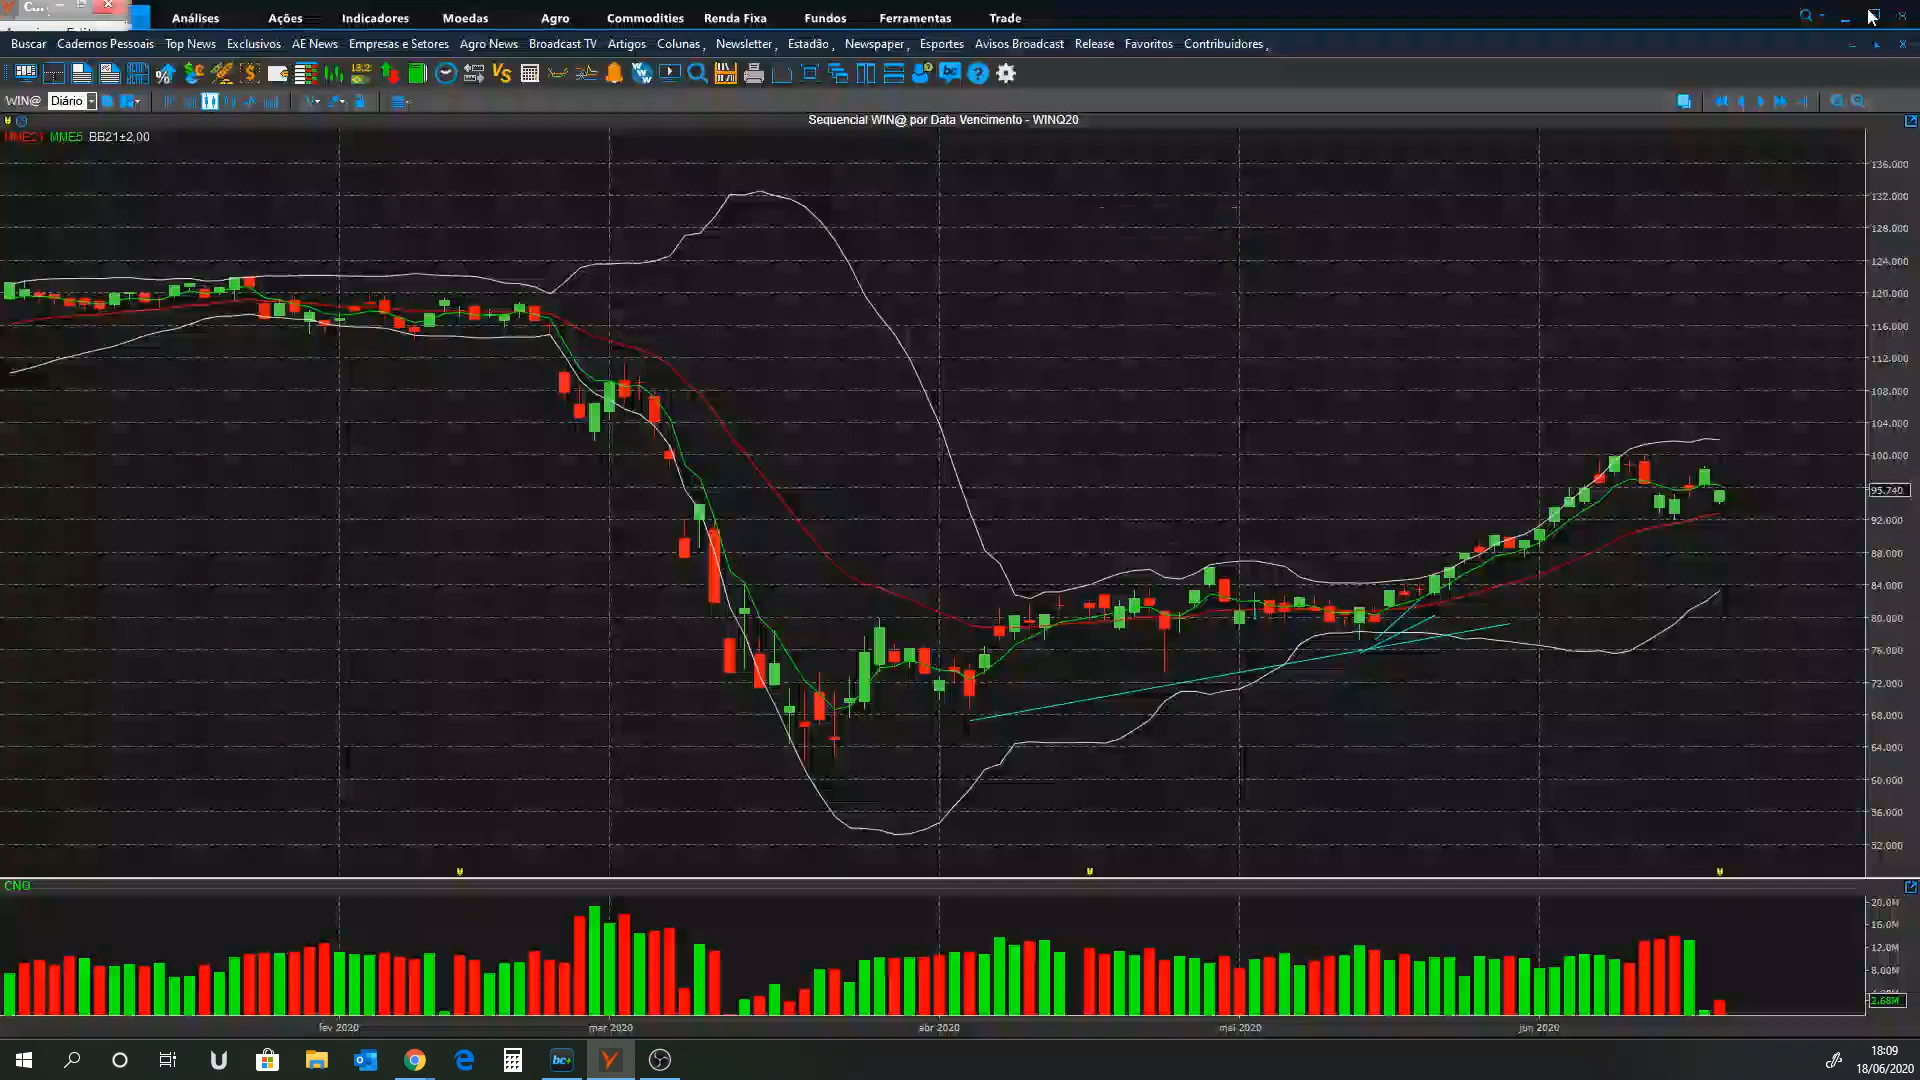 Análises Ações Indicadores Moedas Agro Commodities Renda Fixa Fundos Ferramentas Trade
Buscar Cadernos Pessoais Top News Exclusivos AE News Empresas e Setores Agro News Broadcast TV Artigos Colunas Newsletter Estadão Newspaper Esportes Avisos Broadcast Release Favoritos Contribuidores
WIN@ Diário
Sequencial WIN@ por Data Vencimento - WINQ20
MME21 MME5 BB21±2,00
136.000
132.000
128.000
124.000
120.000
116.000
112.000
108.000
104.000
100.000
95.740
92.000
88.000
84.000
80.000
76.000
72.000
68.000
64.000
60.000
56.000
52.000
CNO
20.0M
16.0M
12.0M
8.00M
2.68M
fev 2020 mar 2020 abr 2020 mai 2020 jun 2020
bc+
18:09
18/06/2020